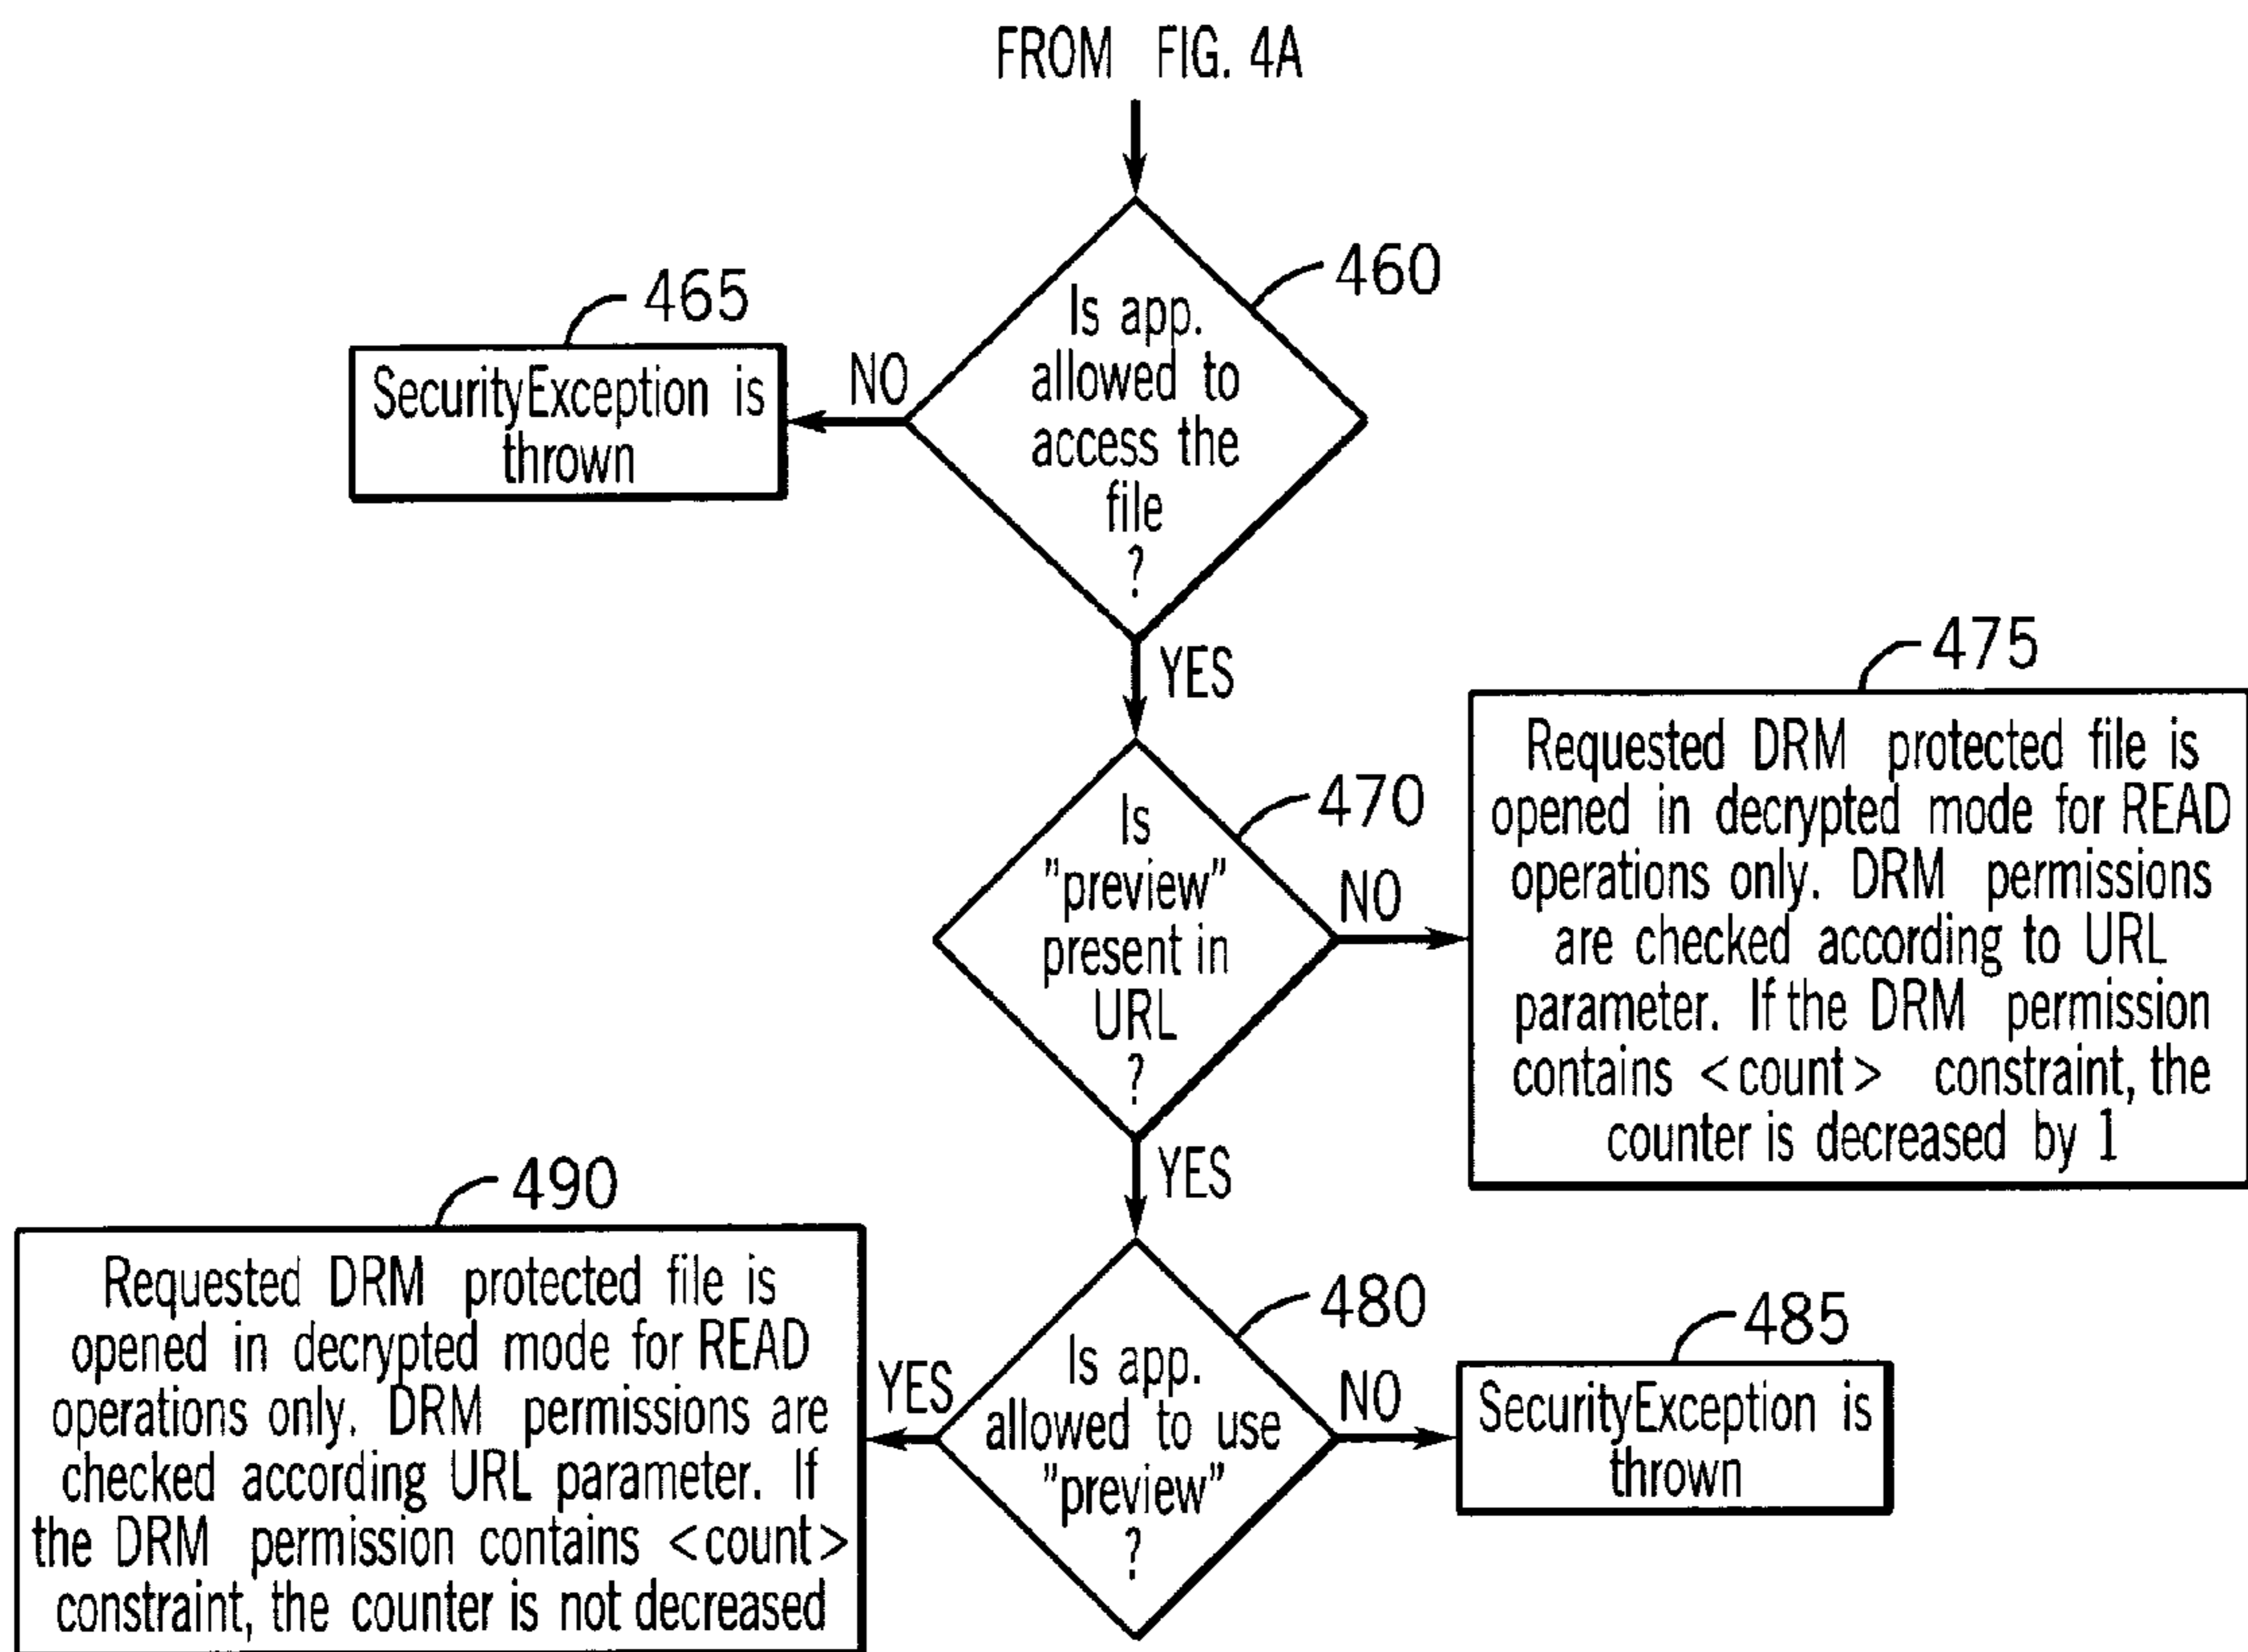 FROM FIG. 4A
460
Is app.
allowed to
access the
file
?
NO
465
SecurityException is
thrown
YES
470
Is
"preview"
present in
URL
?
NO
475
Requested DRM protected file is
opened in decrypted mode for READ
operations only. DRM permissions
are checked according to URL
parameter. If the DRM permission
contains <count> constraint, the
counter is decreased by 1
YES
480
Is app.
allowed to use
"preview"
?
YES
490
Requested DRM protected file is
opened in decrypted mode for READ
operations only. DRM permissions are
checked according URL parameter. If
the DRM permission contains <count>
constraint, the counter is not decreased
NO
485
SecurityException is
thrown